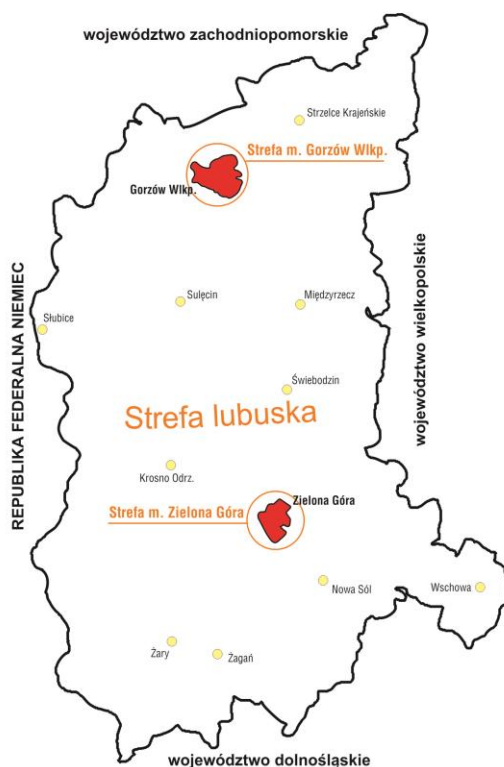 województwo zachodniopomorskie
Strzelce Krajeńskie
Strefa m. Gorzów Wlkp.
Gorzów Wlkp.
Sulęcin
Międzyrzecz
Słubice
REPUBLIKA FEDERALNA NIEMIEC
województwo wielkopolskie
Świebodzin
Strefa lubuska
Krosno Odrz.
Zielona Góra
Strefa m. Zielona Góra
Nowa Sól
Wschowa
Żary
Żagań
województwo dolnośląskie